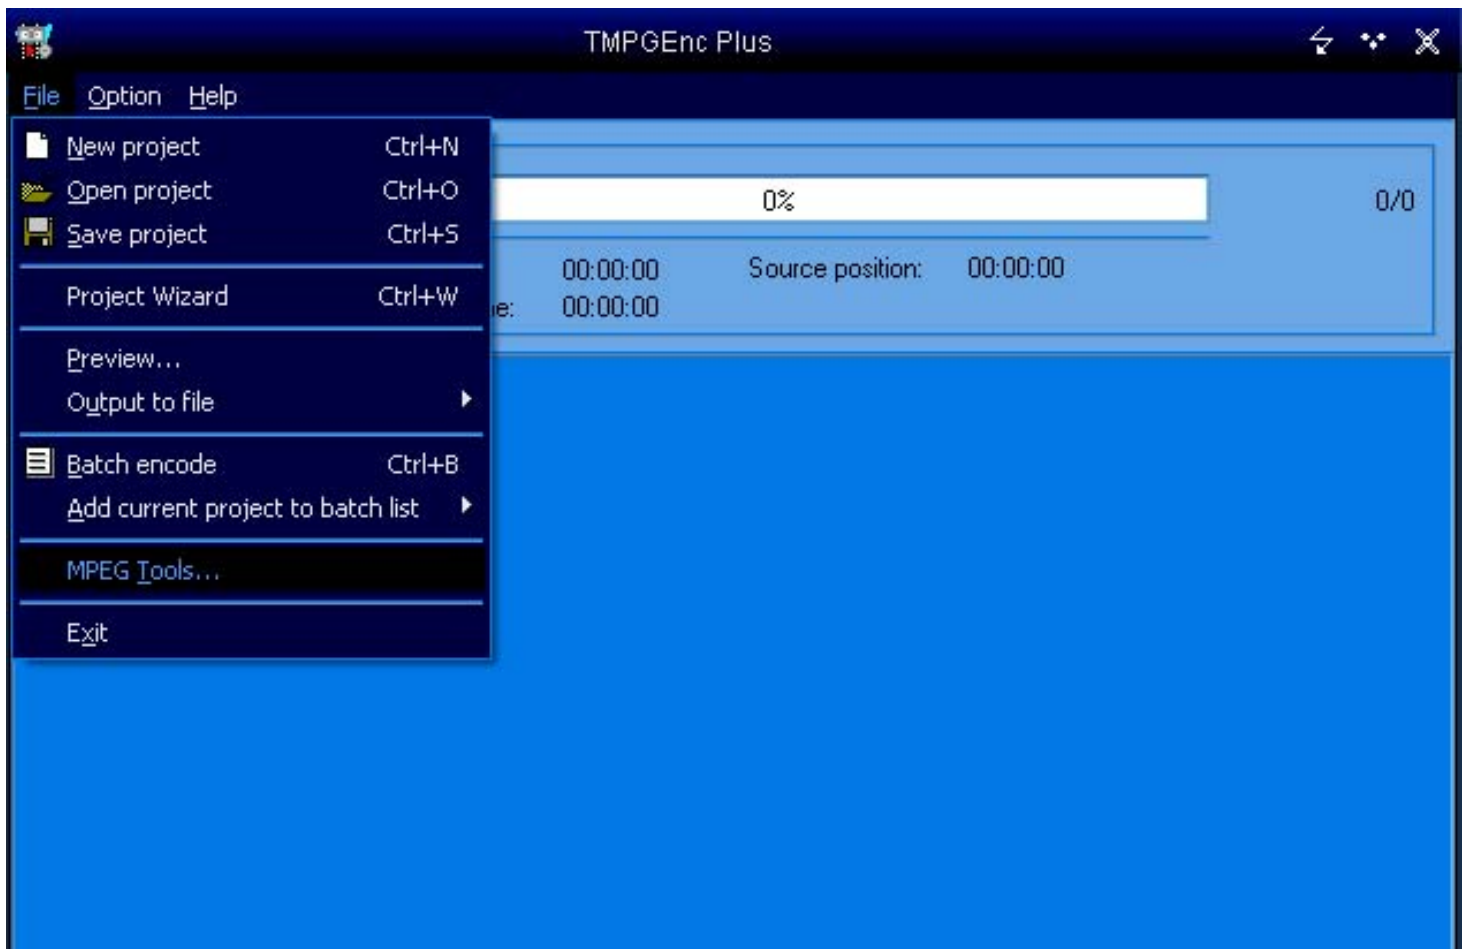 TMPGEnc Plus
File Option Help
New project Ctrl+N
Open project Ctrl+O
Save project Ctrl+S
Project Wizard Ctrl+W
Preview...
Output to file
Batch encode Ctrl+B
Add current project to batch list
MPEG Tools...
Exit
0% 0/0
00:00:00 Source position: 00:00:00
e: 00:00:00